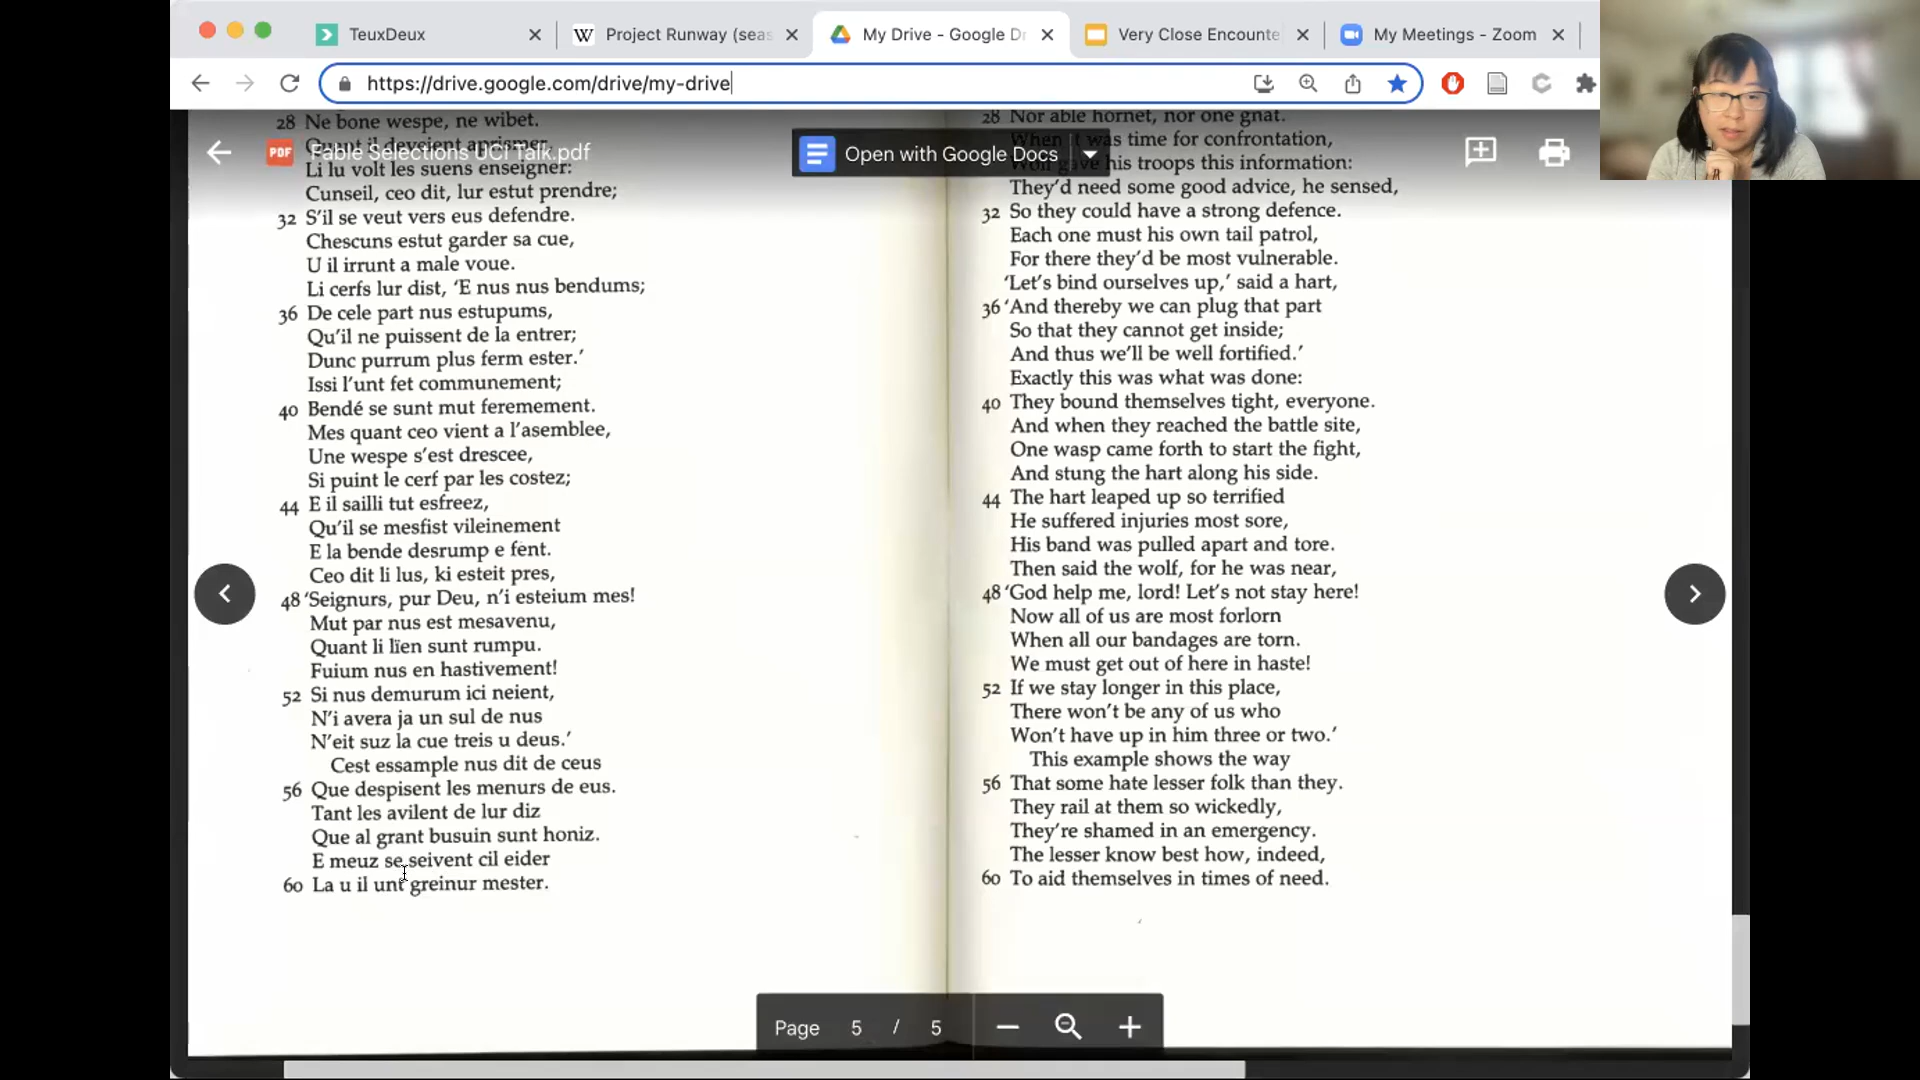 TeuxDeux
Project Runway (seas
My Drive - Google Dr
Very Close Encounte
My Meetings - Zoom
https://drive.google.com/drive/my-drive
PDF Fable Selections UCI Talk.pdf
Open with Google Docs
28 Ne bone wespe, ne wibet.
Quant il deveient
Li lu volt les suens enseigner:
Cunseil, ceo dit, lur estut prendre;
32 S'il se veut vers eus defendre.
Chescuns estut garder sa cue,
U il irrunt a male voue.
Li cerfs lur dist, 'E nus nus bendums;
36 De cele part nus estupums,
Qu'il ne puissent de la entrer;
Dunc purrum plus ferm ester.'
Issi l'unt fet communement;
40 Bendé se sunt mut feremement.
Mes quant ceo vient a l'asemblee,
Une wespe s'est drescee,
Si puint le cerf par les costez;
44 E il sailli tut esfreez,
Qu'il se mesfist vileinement
E la bende desrump e fent.
Ceo dit li lus, ki esteit pres,
48 'Seignurs, pur Deu, n'i esteium mes!
Mut par nus est mesavenu,
Quant li lïen sunt rumpu.
Fuium nus en hastivement!
52 Si nus demurum ici neient,
N'i avera ja un sul de nus
N'eit suz la cue treis u deus.'
Cest essample nus dit de ceus
56 Que despisent les menurs de eus.
Tant les avilent de lur diz
Que al grant busuin sunt honiz.
E meuz se seivent cil eider
60 La u il unt greinur mester.
28 Nor able hornet, nor one gnat.
When it was time for confrontation,
Wolf gave his troops this information:
They'd need some good advice, he sensed,
32 So they could have a strong defence.
Each one must his own tail patrol,
For there they'd be most vulnerable.
'Let's bind ourselves up,' said a hart,
36 'And thereby we can plug that part
So that they cannot get inside;
And thus we'll be well fortified.'
Exactly this was what was done:
40 They bound themselves tight, everyone.
And when they reached the battle site,
One wasp came forth to start the fight,
And stung the hart along his side.
44 The hart leaped up so terrified
He suffered injuries most sore,
His band was pulled apart and tore.
Then said the wolf, for he was near,
48 'God help me, lord! Let's not stay here!
Now all of us are most forlorn
When all our bandages are torn.
We must get out of here in haste!
52 If we stay longer in this place,
There won't be any of us who
Won't have up in him three or two.'
This example shows the way
56 That some hate lesser folk than they.
They rail at them so wickedly,
They're shamed in an emergency.
The lesser know best how, indeed,
60 To aid themselves in times of need.
Page 5 / 5